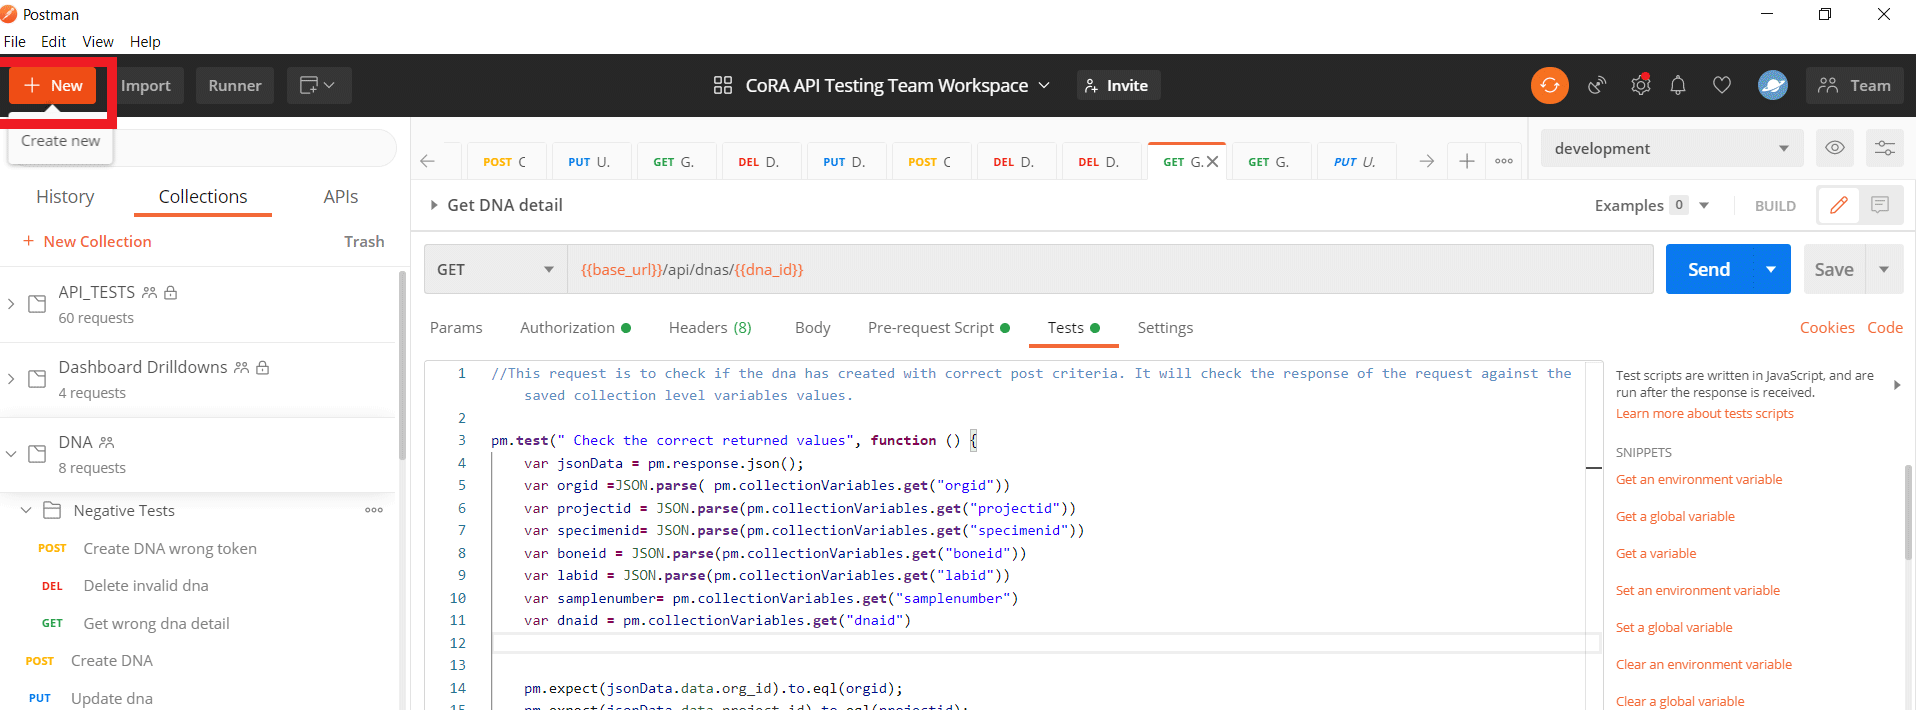 Postman
File Edit View Help
+ New Import Runner CoRA API Testing Team Workspace Invite Team
Create new
POST C PUT U. GET G. DEL D. PUT D. POST C DEL D. DEL D. GET G. GET G. PUT U. development
History Collections APIs
Get DNA detail Examples 0 BUILD
+ New Collection Trash
GET {{base_url}}/api/dnas/{{dna_id}} Send Save
API_TESTS
60 requests
Dashboard Drilldowns
4 requests
DNA
8 requests
Negative Tests
POST Create DNA wrong token
DEL Delete invalid dna
GET Get wrong dna detail
POST Create DNA
PUT Update dna
Params Authorization Headers (8) Body Pre-request Script Tests Settings Cookies Code
1 //This request is to check if the dna has created with correct post criteria. It will check the response of the request against the
saved collection level variables values.
2
3 pm.test(" Check the correct returned values", function () {
4 var jsonData = pm.response.json();
5 var orgid =JSON.parse( pm.collectionVariables.get("orgid"))
6 var projectid = JSON.parse(pm.collectionVariables.get("projectid"))
7 var specimenid= JSON.parse(pm.collectionVariables.get("specimenid"))
8 var boneid = JSON.parse(pm.collectionVariables.get("boneid"))
9 var labid = JSON.parse(pm.collectionVariables.get("labid"))
10 var samplenumber= pm.collectionVariables.get("samplenumber")
11 var dnaid = pm.collectionVariables.get("dnaid")
12
13
14 pm.expect(jsonData.data.org_id).to.eql(orgid);
15 pm.expect(jsonData.data.project_id).to.eql(projectid);
Test scripts are written in JavaScript, and are
run after the response is received.
Learn more about tests scripts
SNIPPETS
Get an environment variable
Get a global variable
Get a variable
Set an environment variable
Set a global variable
Clear an environment variable
Clear a global variable